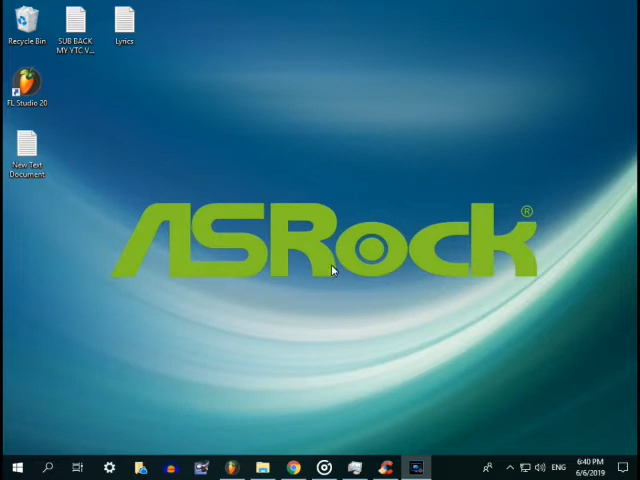 Recycle Bin
SUB BACK
MY YTC V...
Lyrics
FL Studio 20
New Text
Document
ASRock®
ENG
6:40 PM
6/6/2019